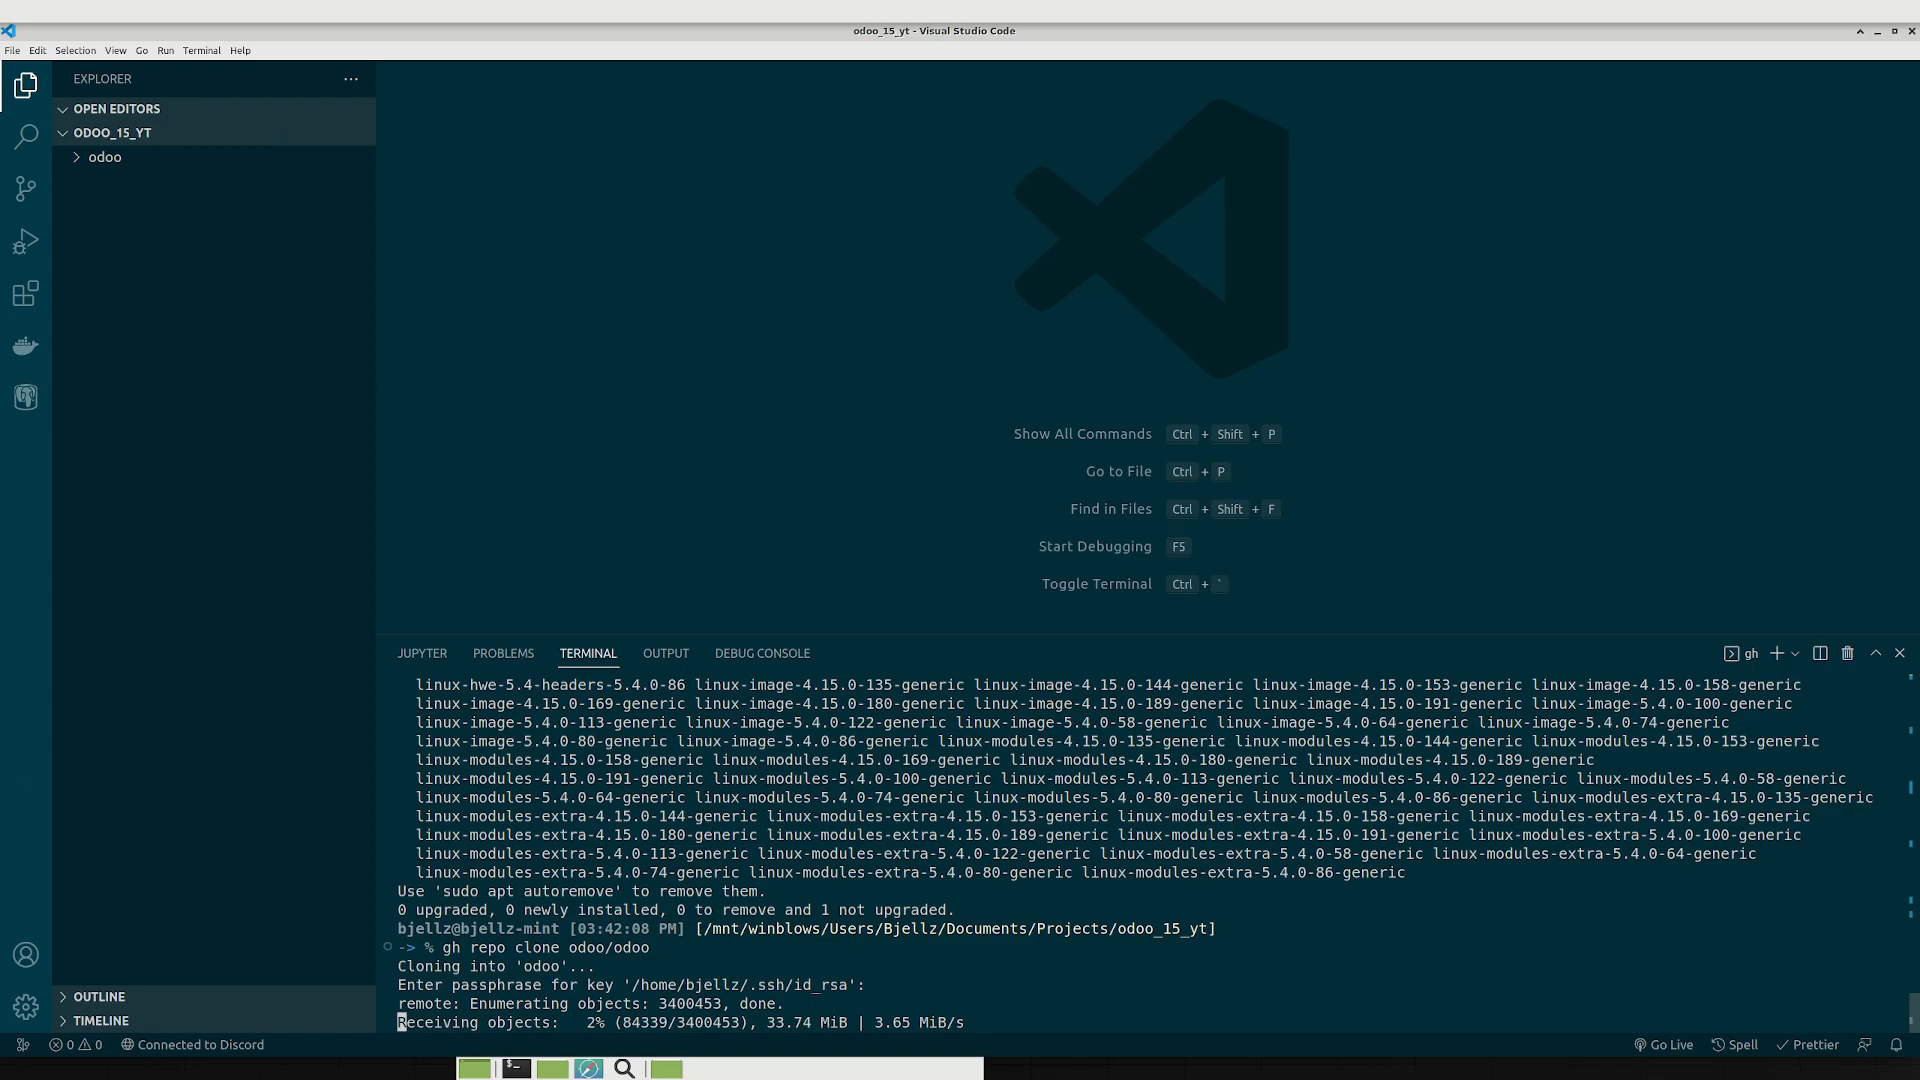 odoo_15_yt - Visual Studio Code
File Edit Selection View Go Run Terminal Help
EXPLORER
OPEN EDITORS
ODOO_15_YT
odoo
Show All Commands Ctrl + Shift + P
Go to File Ctrl + P
Find in Files Ctrl + Shift + F
Start Debugging F5
Toggle Terminal Ctrl + `
JUPYTER PROBLEMS TERMINAL OUTPUT DEBUG CONSOLE gh
linux-hwe-5.4-headers-5.4.0-86 linux-image-4.15.0-135-generic linux-image-4.15.0-144-generic linux-image-4.15.0-153-generic linux-image-4.15.0-158-generic
linux-image-4.15.0-169-generic linux-image-4.15.0-180-generic linux-image-4.15.0-189-generic linux-image-4.15.0-191-generic linux-image-5.4.0-100-generic
linux-image-5.4.0-113-generic linux-image-5.4.0-122-generic linux-image-5.4.0-58-generic linux-image-5.4.0-64-generic linux-image-5.4.0-74-generic
linux-image-5.4.0-80-generic linux-image-5.4.0-86-generic linux-modules-4.15.0-135-generic linux-modules-4.15.0-144-generic linux-modules-4.15.0-153-generic
linux-modules-4.15.0-158-generic linux-modules-4.15.0-169-generic linux-modules-4.15.0-180-generic linux-modules-4.15.0-189-generic
linux-modules-4.15.0-191-generic linux-modules-5.4.0-100-generic linux-modules-5.4.0-113-generic linux-modules-5.4.0-122-generic linux-modules-5.4.0-58-generic
linux-modules-5.4.0-64-generic linux-modules-5.4.0-74-generic linux-modules-5.4.0-80-generic linux-modules-5.4.0-86-generic linux-modules-extra-4.15.0-135-generic
linux-modules-extra-4.15.0-144-generic linux-modules-extra-4.15.0-153-generic linux-modules-extra-4.15.0-158-generic linux-modules-extra-4.15.0-169-generic
linux-modules-extra-4.15.0-180-generic linux-modules-extra-4.15.0-189-generic linux-modules-extra-4.15.0-191-generic linux-modules-extra-5.4.0-100-generic
linux-modules-extra-5.4.0-113-generic linux-modules-extra-5.4.0-122-generic linux-modules-extra-5.4.0-58-generic linux-modules-extra-5.4.0-64-generic
linux-modules-extra-5.4.0-74-generic linux-modules-extra-5.4.0-80-generic linux-modules-extra-5.4.0-86-generic
Use 'sudo apt autoremove' to remove them.
0 upgraded, 0 newly installed, 0 to remove and 1 not upgraded.
bjellz@bjellz-mint [03:42:08 PM] [/mnt/winblows/Users/Bjellz/Documents/Projects/odoo_15_yt]
-> % gh repo clone odoo/odoo
Cloning into 'odoo'...
Enter passphrase for key '/home/bjellz/.ssh/id_rsa':
remote: Enumerating objects: 3400453, done.
Receiving objects:   2% (84339/3400453), 33.74 MiB | 3.65 MiB/s
OUTLINE
TIMELINE
0 0 Connected to Discord Go Live Spell Prettier